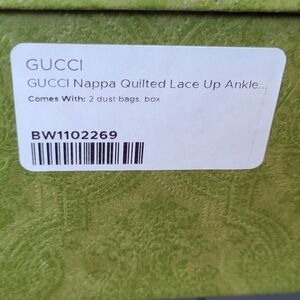 GUCCI
GUCCI Nappa Quilted Lace Up Ankle...
Comes With: 2 dust bags, box
BW1102269